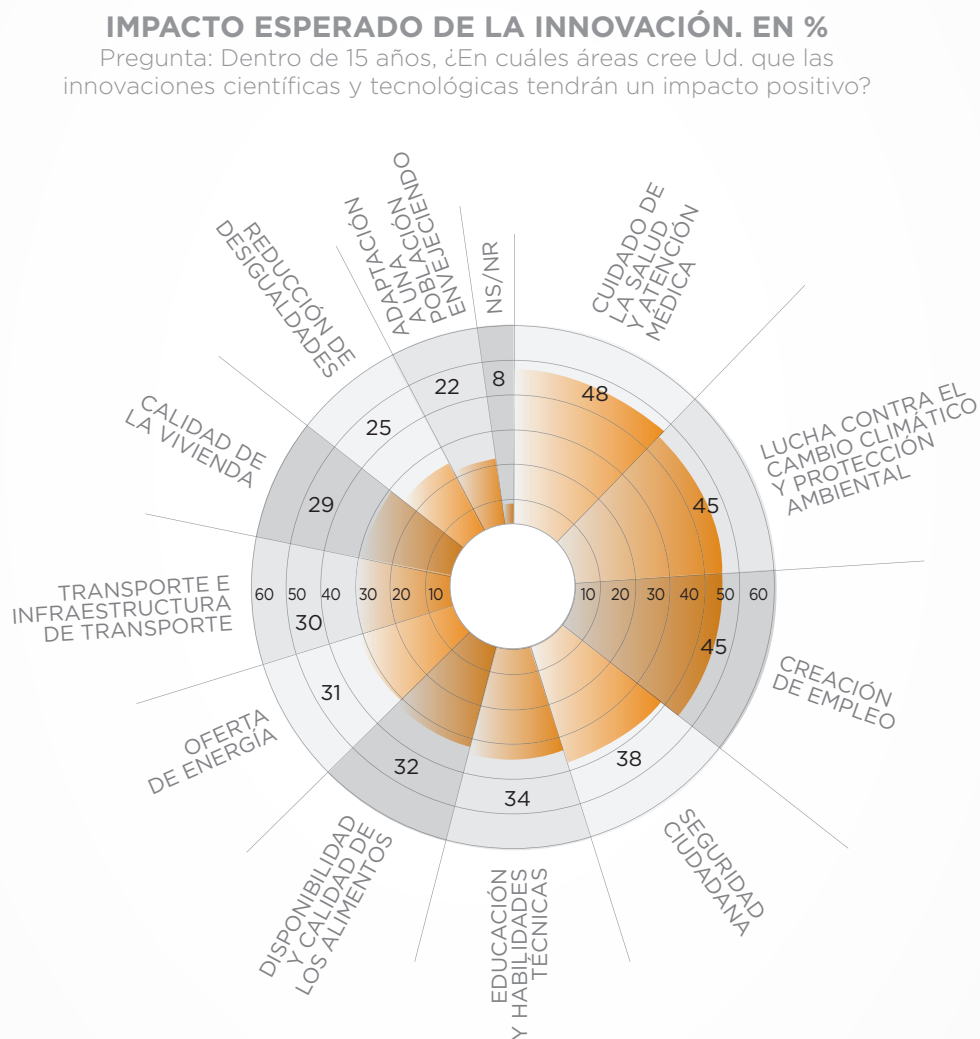 IMPACTO ESPERADO DE LA INNOVACIÓN. EN %
Pregunta: Dentro de 15 años, ¿En cuáles áreas cree Ud. que las
innovaciones científicas y tecnológicas tendrán un impacto positivo?
CUIDADO DE
LA SALUD
Y ATENCIÓN
MÉDICA
48
LUCHA CONTRA EL
CAMBIO CLIMÁTICO
Y PROTECCIÓN
AMBIENTAL
45
10 20 30 40 50 60
CREACIÓN
DE EMPLEO
45
SEGURIDAD
CIUDADANA
38
EDUCACIÓN
Y HABILIDADES
TÉCNICAS
34
DISPONIBILIDAD
Y CALIDAD DE
LOS ALIMENTOS
32
OFERTA
DE ENERGÍA
31
TRANSPORTE E
INFRAESTRUCTURA
DE TRANSPORTE
60 50 40 30 20 10
30
CALIDAD DE
LA VIVIENDA
29
REDUCCIÓN DE
DESIGUALDADES
25
ADAPTACIÓN
A UNA
POBLACIÓN
ENVEJECIENDO
22
NS/NR
8